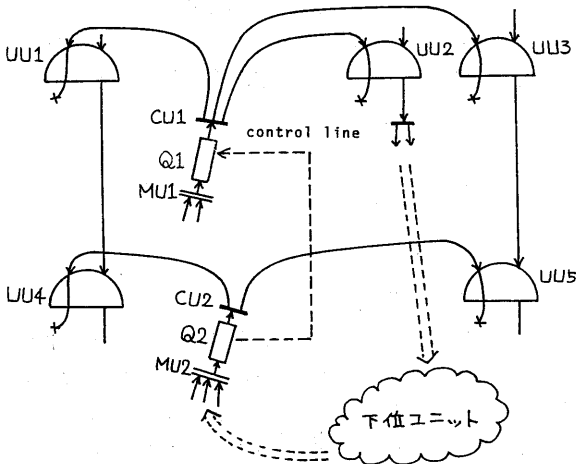 UU1
UU2
UU3
CU1
control line
Q1
MU1
UU4
UU5
CU2
Q2
MU2
下位ユニット